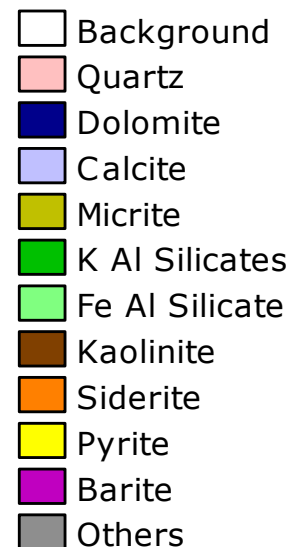 Background
Quartz
Dolomite
Calcite
Micrite
K Al Silicates
Fe Al Silicate
Kaolinite
Siderite
Pyrite
Barite
Others